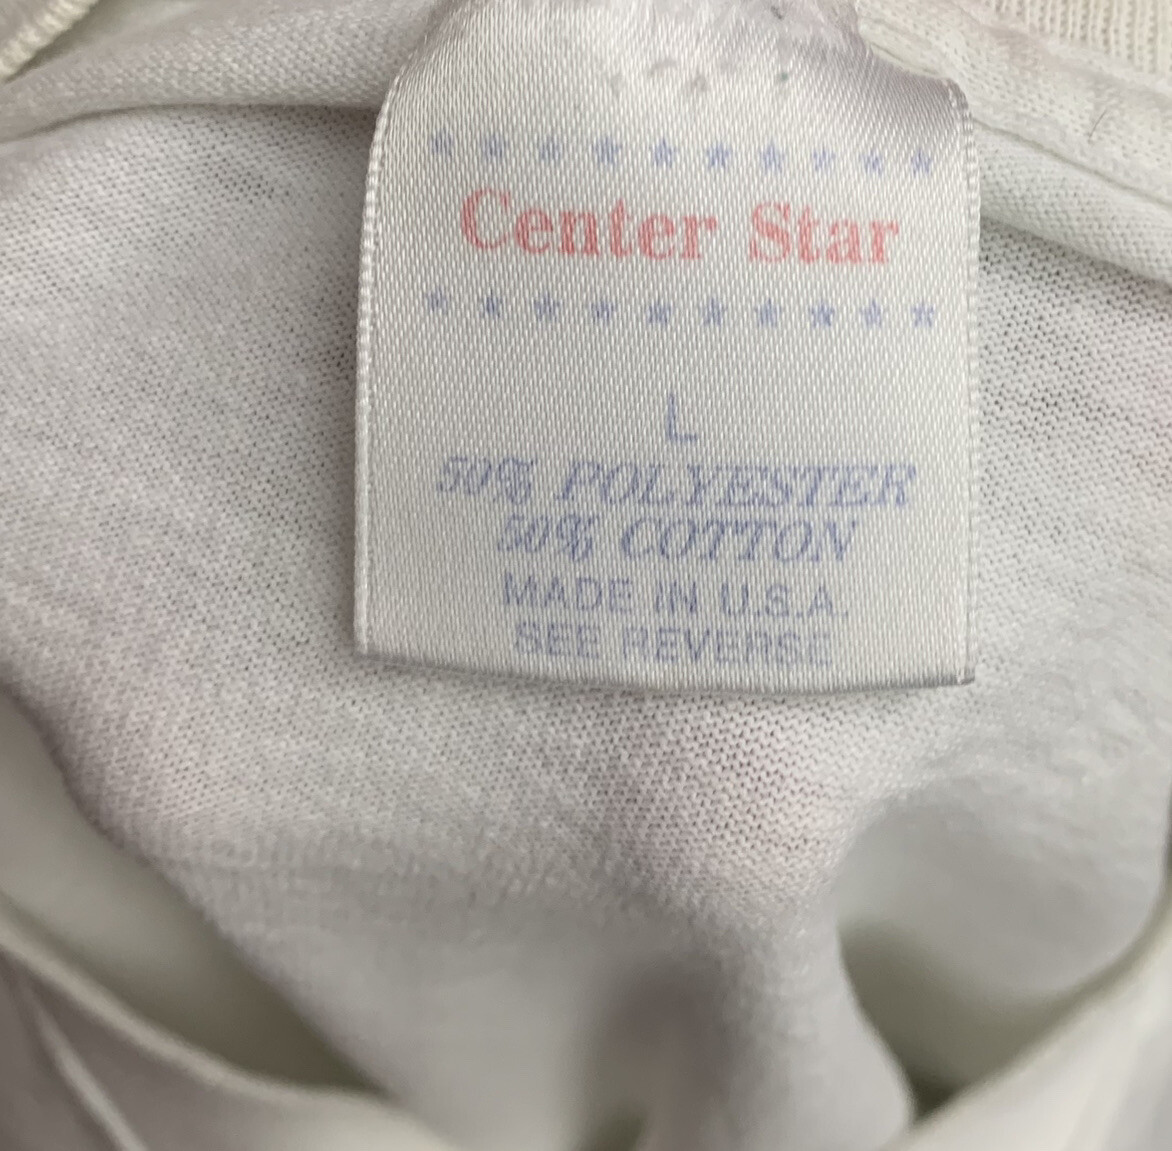 Center Star
L
50% POLYESTER
50% COTTON
MADE IN U.S.A.
SEE REVERSE